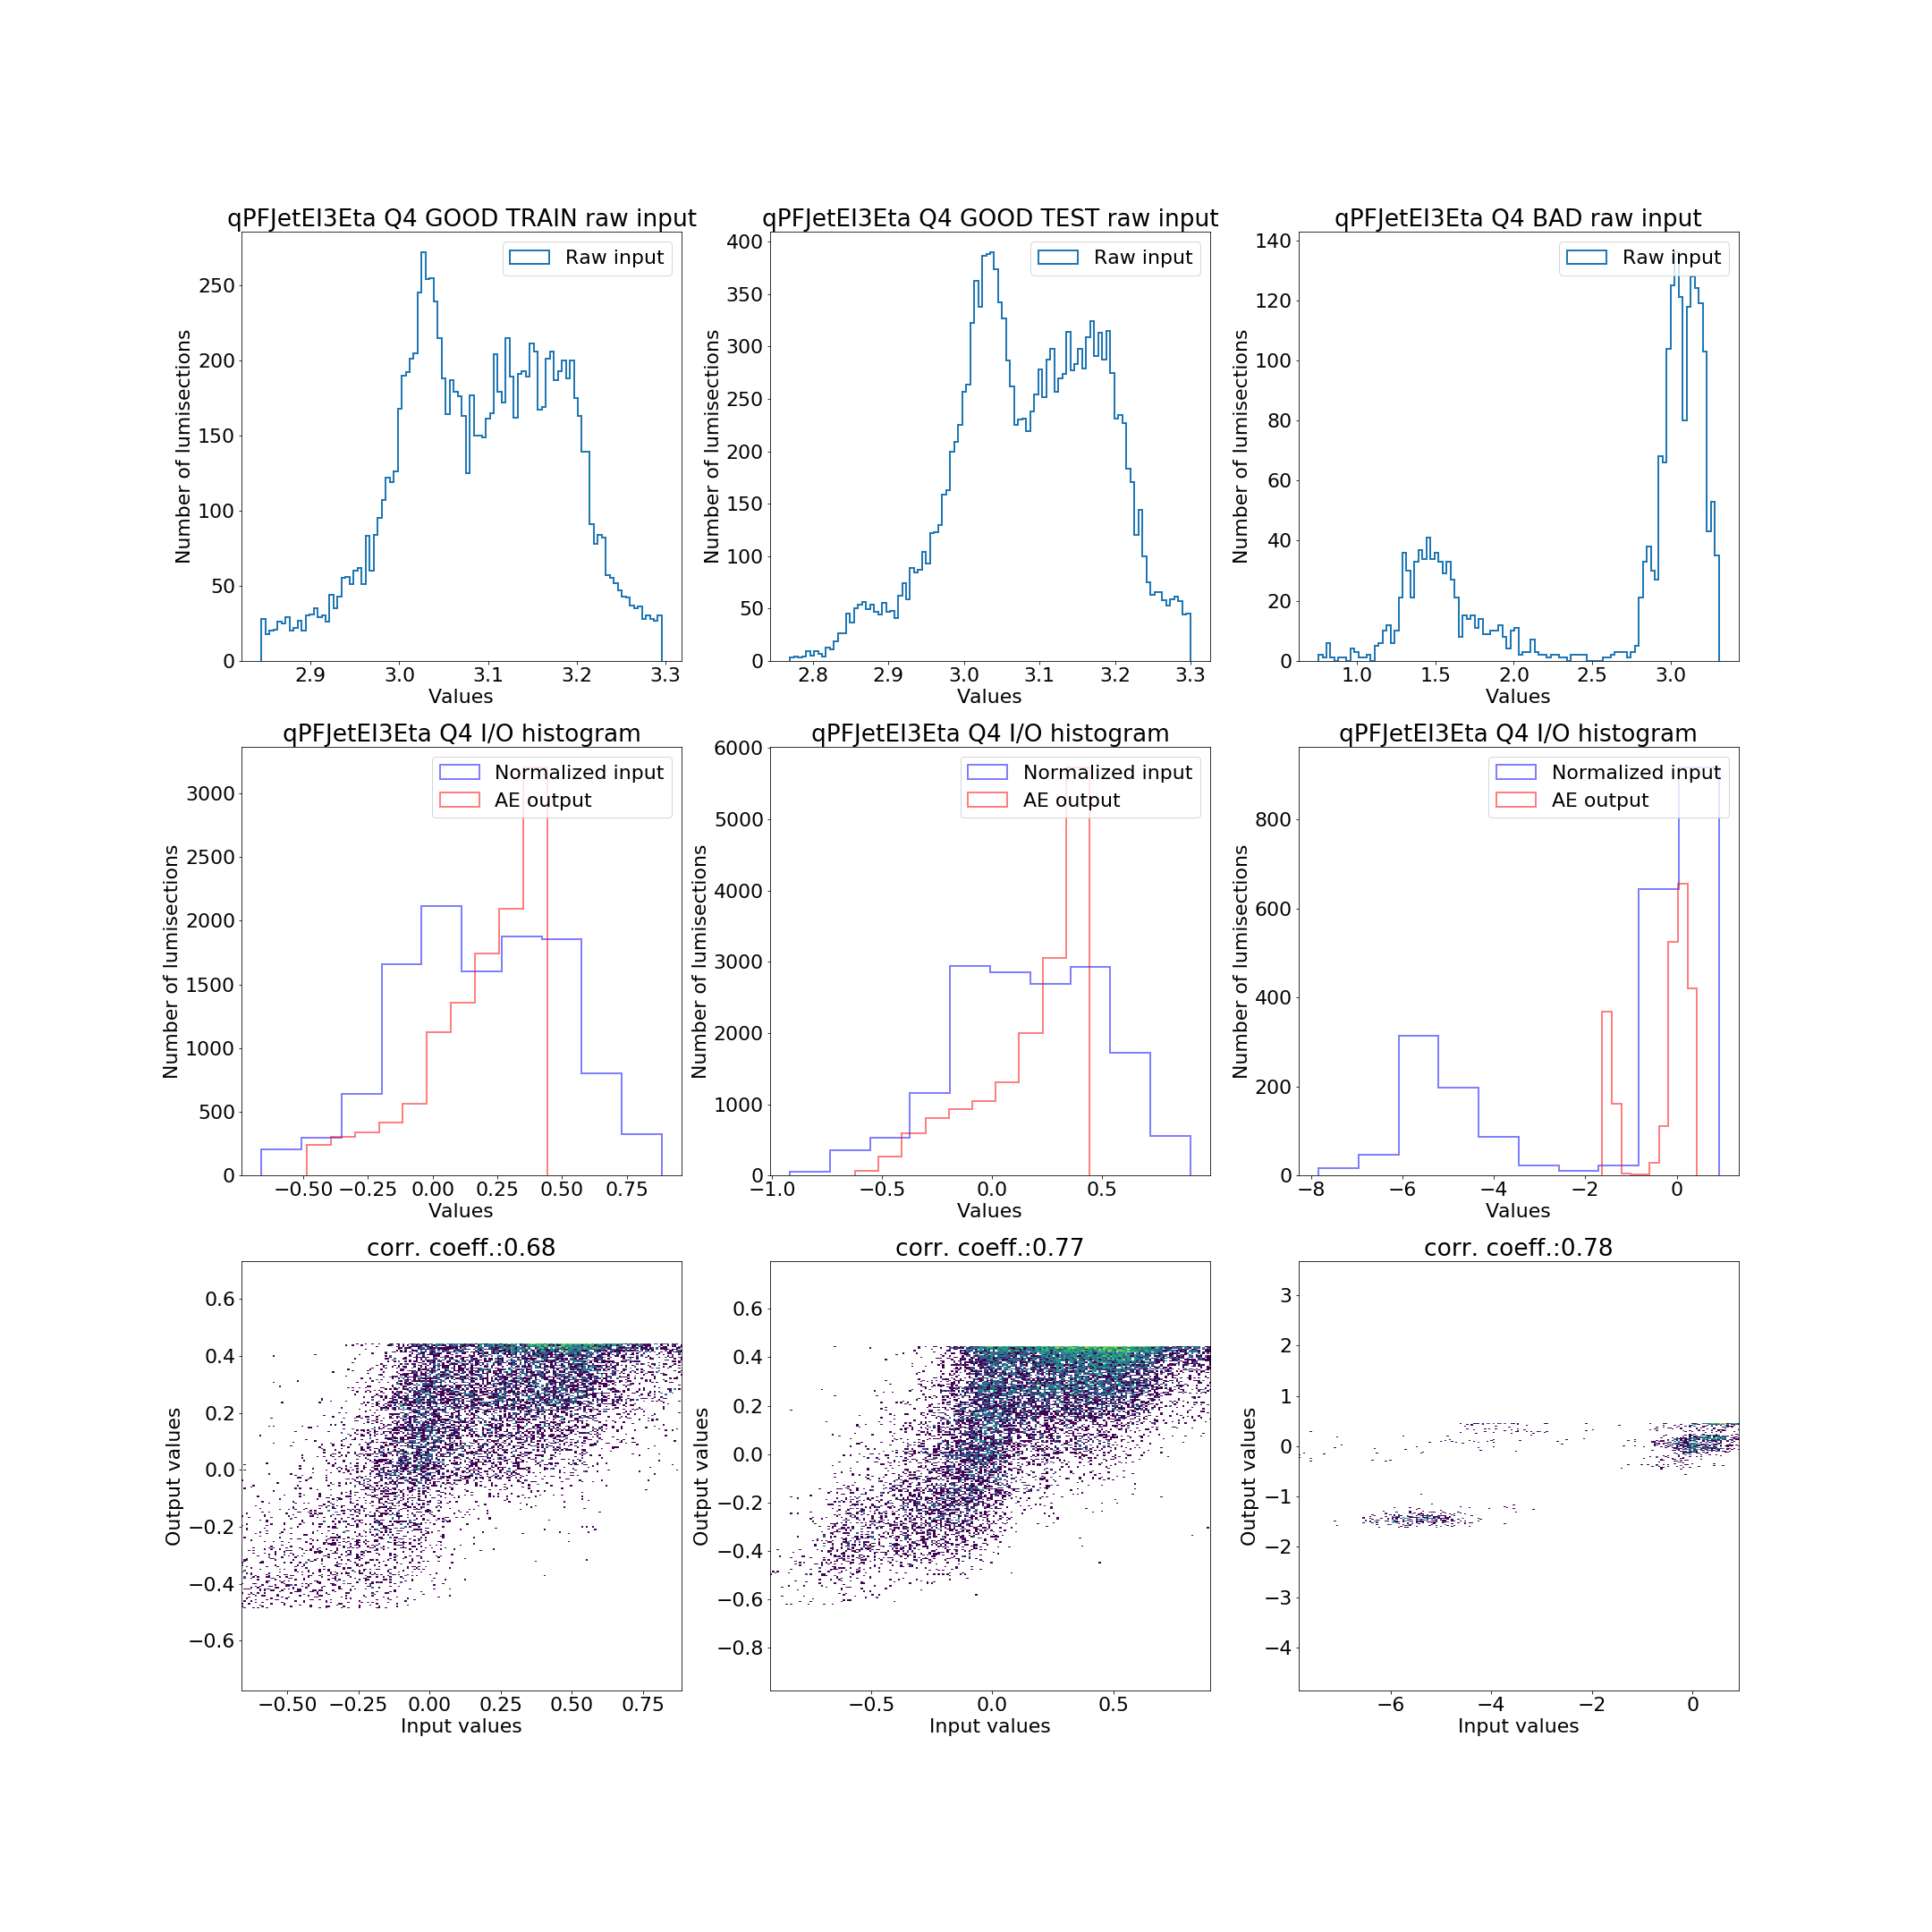 qPFJetEI3Eta Q4 GOOD TRAIN raw input
Number of lumisections
250
200
150
100
50
0
Raw input
2.9 3.0 3.1 3.2 3.3
Values
qPFJetEI3Eta Q4 GOOD TEST raw input
Number of lumisections
400
350
300
250
200
150
100
50
0
Raw input
2.8 2.9 3.0 3.1 3.2 3.3
Values
qPFJetEI3Eta Q4 BAD raw input
Number of lumisections
140
120
100
80
60
40
20
0
Raw input
1.0 1.5 2.0 2.5 3.0
Values
qPFJetEI3Eta Q4 I/O histogram
Number of lumisections
3000
2500
2000
1500
1000
500
0
Normalized input
AE output
−0.50 −0.25 0.00 0.25 0.50 0.75
Values
qPFJetEI3Eta Q4 I/O histogram
Number of lumisections
6000
5000
4000
3000
2000
1000
0
Normalized input
AE output
−1.0 −0.5 0.0 0.5
Values
qPFJetEI3Eta Q4 I/O histogram
Number of lumisections
800
600
400
200
0
Normalized input
AE output
−8 −6 −4 −2 0
Values
corr. coeff.:0.68
Output values
0.6
0.4
0.2
0.0
−0.2
−0.4
−0.6
−0.50 −0.25 0.00 0.25 0.50 0.75
Input values
corr. coeff.:0.77
Output values
0.6
0.4
0.2
0.0
−0.2
−0.4
−0.6
−0.8
−0.5 0.0 0.5
Input values
corr. coeff.:0.78
Output values
3
2
1
0
−1
−2
−3
−4
−6 −4 −2 0
Input values